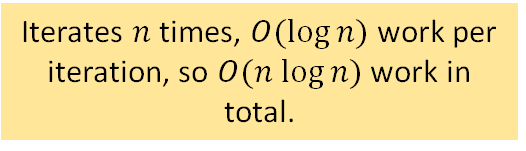 Iterates n times, O(log n) work per
iteration, so O(n log n) work in
total.